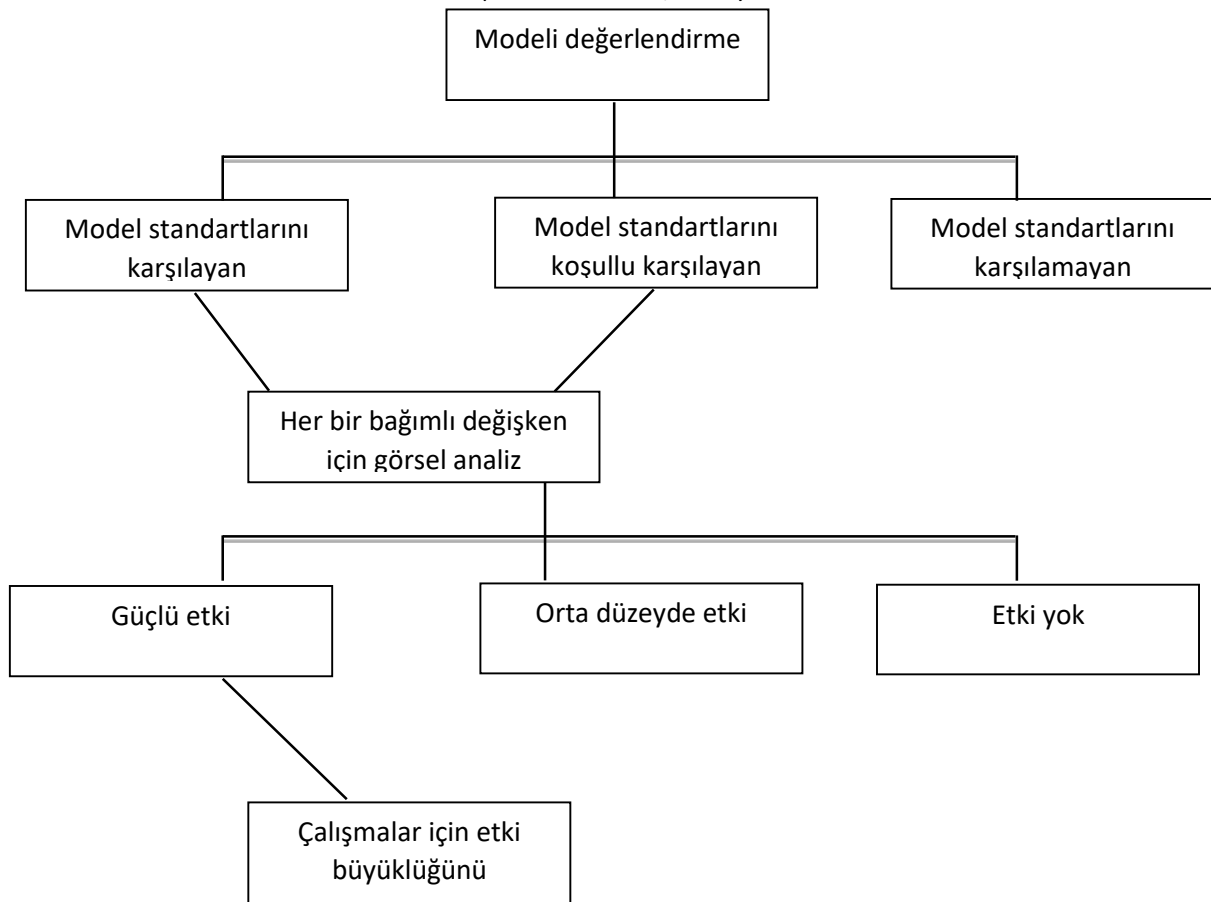 Modeli değerlendirme
Model standartlarını
karşılayan
Model standartlarını
koşullu karşılayan
Model standartlarını
karşılamayan
Her bir bağımlı değişken
için görsel analiz
Güçlü etki
Orta düzeyde etki
Etki yok
Çalışmalar için etki
büyüklüğünü